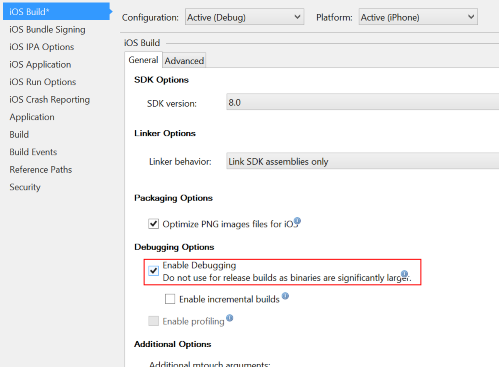 iOS Build*
iOS Bundle Signing
iOS IPA Options
iOS Application
iOS Run Options
iOS Crash Reporting
Application
Build
Build Events
Reference Paths
Security
Configuration: Active (Debug) Platform: Active (iPhone)
iOS Build
General Advanced
SDK Options
SDK version: 8.0
Linker Options
Linker behavior: Link SDK assemblies only
Packaging Options
Optimize PNG images files for iOS
Debugging Options
Enable Debugging
Do not use for release builds as binaries are significantly larger.
Enable incremental builds
Enable profiling
Additional Options
Additional mtouch arguments: